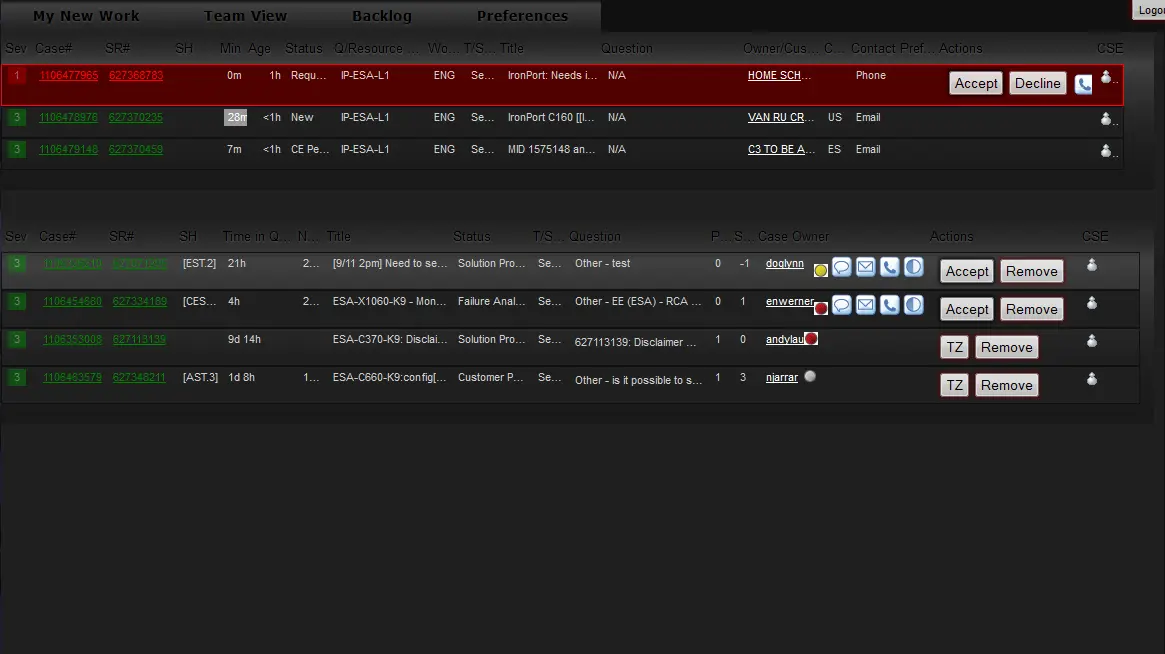 My New Work Team View Backlog Preferences Logou
Sev Case# SR# SH Min Age Status Q/Resource ... Wo... T/S... Title Question Owner/Cus... C... Contact Pref... Actions CSE
1 1106477965 627368783 0m 1h Requ... IP-ESA-L1 ENG Se... IronPort: Needs i... N/A HOME SCH... Phone Accept Decline
3 1106478976 627370235 28m <1h New IP-ESA-L1 ENG Se... IronPort C160 [[I... N/A VAN RU CR... US Email
3 1106479148 627370459 7m <1h CE Pe... IP-ESA-L1 ENG Se... MID 1575148 an... N/A C3 TO BE A... ES Email
Sev Case# SR# SH Time in Q... N... Title Status T/S... Question P... S... Case Owner Actions CSE
3 [EST.2] 21h 2... [9/11 2pm] Need to se... Solution Pro... Se... Other - test 0 -1 doglynn Accept Remove
3 1106454680 627334189 [CES... 4h 2... ESA-X1060-K9 - Mon... Failure Anal... Se... Other - EE (ESA) - RCA ... 0 1 enwerner Accept Remove
3 1106353008 627113139 9d 14h ESA-C370-K9: Disclai... Solution Pro... Se... 627113139: Disclaimer ... 1 0 andylau TZ Remove
3 1106463579 627348211 [AST.3] 1d 8h 1... ESA-C660-K9:config[... Customer P... Se... Other - is it possible to s... 1 3 njarrar TZ Remove